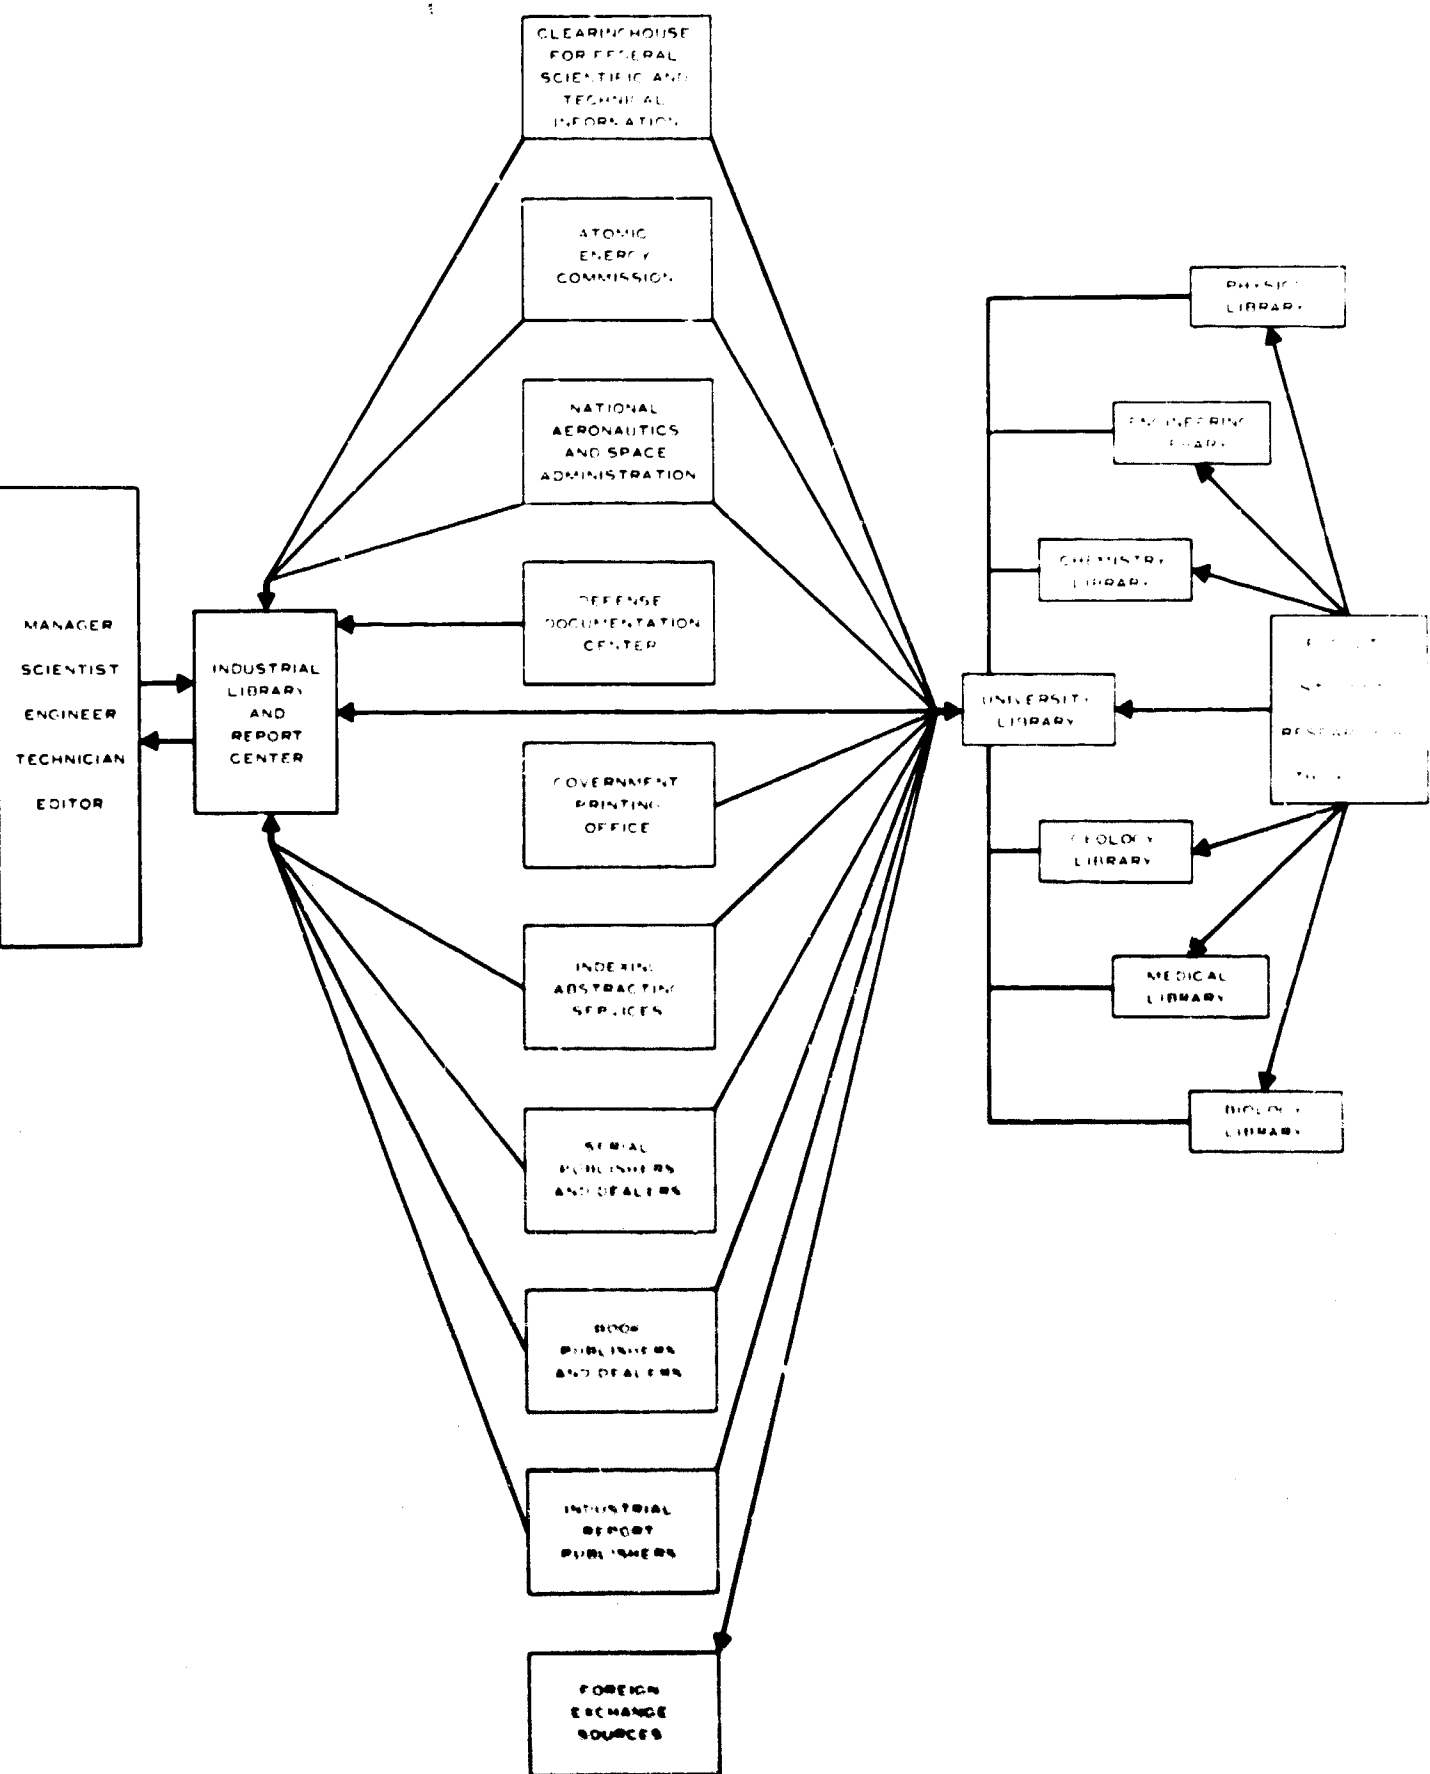 CLEARINGHOUSE
FOR FEDERAL
SCIENTIFIC AND
TECHNICAL
INFORMATION
ATOMIC
ENERGY
COMMISSION
NATIONAL
AERONAUTICS
AND SPACE
ADMINISTRATION
DEFENSE
DOCUMENTATION
CENTER
GOVERNMENT
PRINTING
OFFICE
INDEXING
ABSTRACTING
SERVICES
SERIAL
PUBLISHERS
AND DEALERS
BOOK
PUBLISHERS
AND DEALERS
INDUSTRIAL
REPORT
PUBLISHERS
FOREIGN
EXCHANGE
SOURCES
MANAGER
SCIENTIST
ENGINEER
TECHNICIAN
EDITOR
INDUSTRIAL
LIBRARY
AND
REPORT
CENTER
UNIVERSITY
LIBRARY
PHYSICS
LIBRARY
ENGINEERING
LIBRARY
CHEMISTRY
LIBRARY
GEOLOGY
LIBRARY
MEDICAL
LIBRARY
BIOLOGY
LIBRARY